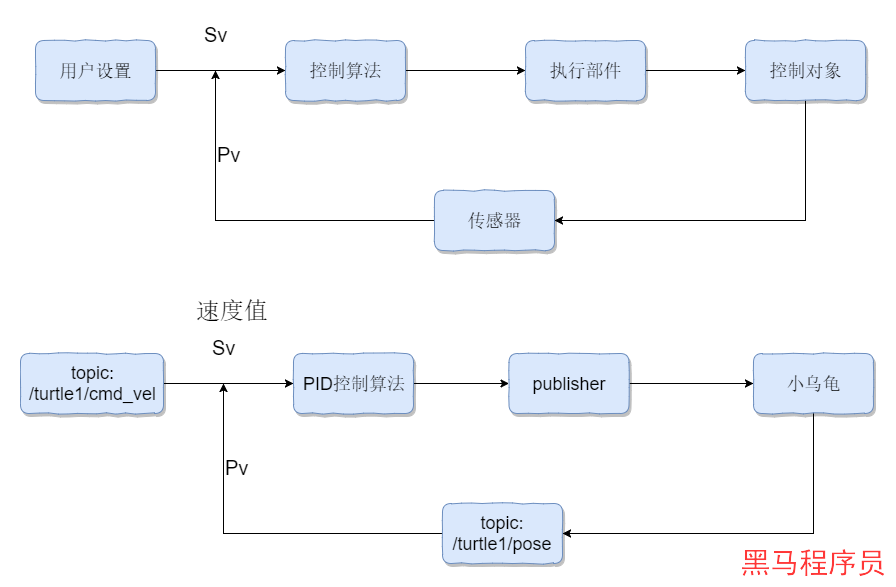 Sv
用户设置
控制算法
执行部件
控制对象
Pv
传感器
速度值
Sv
topic:
/turtle1/cmd_vel
PID控制算法
publisher
小乌龟
Pv
topic:
/turtle1/pose
黑马程序员